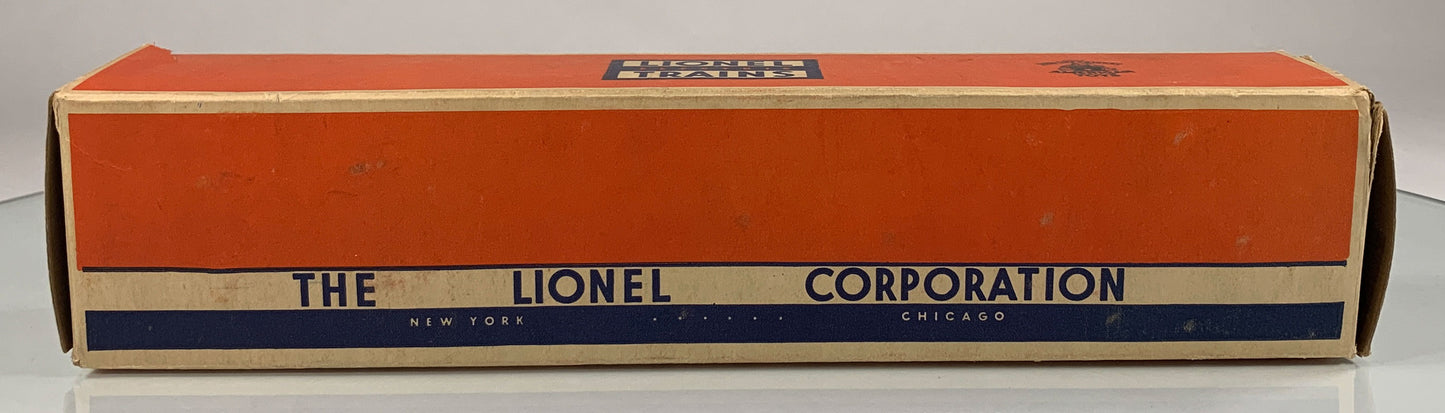 LIONEL
TRAINS
THE LIONEL CORPORATION
NEW YORK ...... CHICAGO